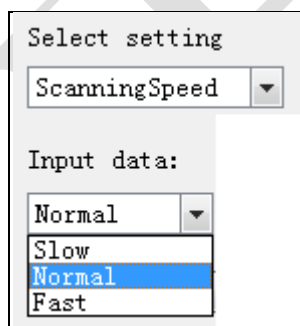 Select setting
ScanningSpeed
Input data:
Normal
Slow
Normal
Fast